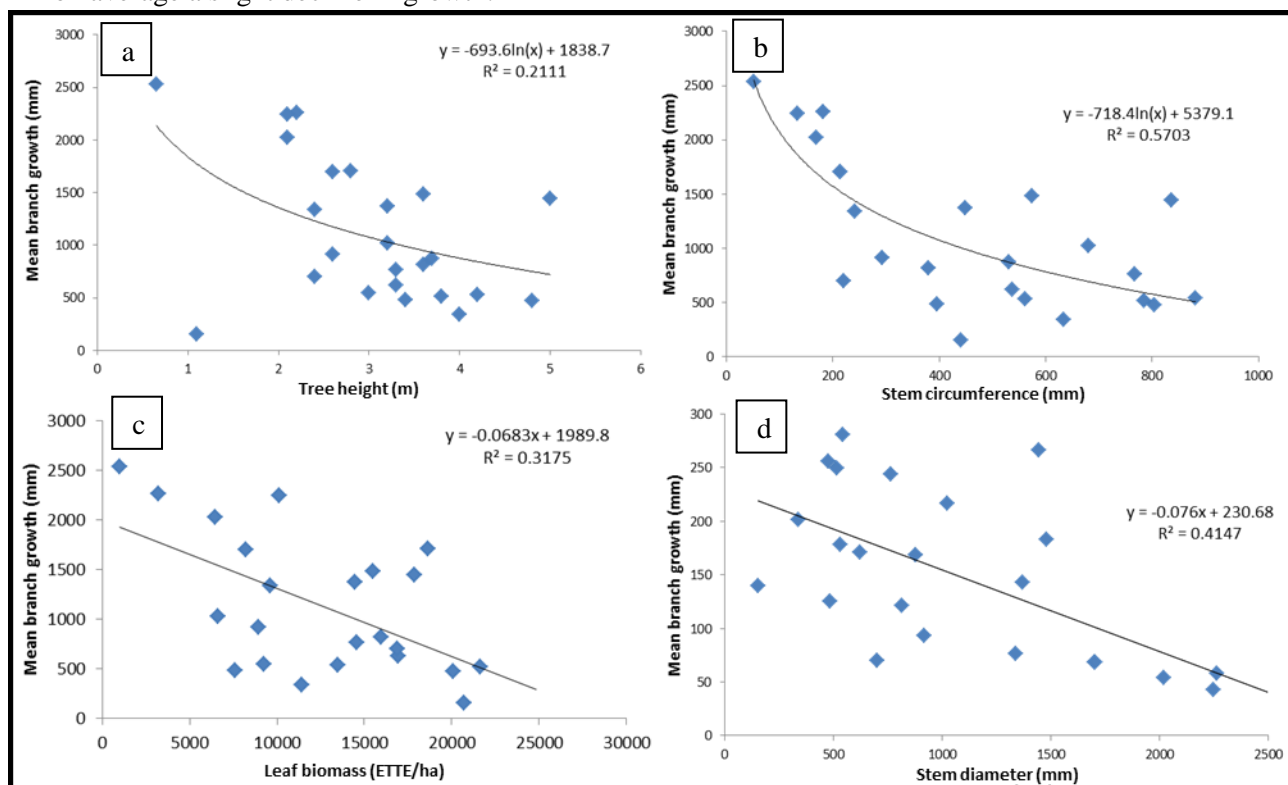 a
y = -693.6ln(x) + 1838.7
R² = 0.2111
Mean branch growth (mm)
3000
2500
2000
1500
1000
500
0
0 1 2 3 4 5 6
Tree height (m)
b
y = -718.4ln(x) + 5379.1
R² = 0.5703
Mean branch growth (mm)
3000
2500
2000
1500
1000
500
0
0 200 400 600 800 1000
Stem circumference (mm)
c
y = -0.0683x + 1989.8
R² = 0.3175
Mean branch growth (mm)
3000
2500
2000
1500
1000
500
0
0 5000 10000 15000 20000 25000 30000
Leaf biomass (ETTE/ha)
d
y = -0.076x + 230.68
R² = 0.4147
Mean branch growth (mm)
300
250
200
150
100
50
0
0 500 1000 1500 2000 2500
Stem diameter (mm)